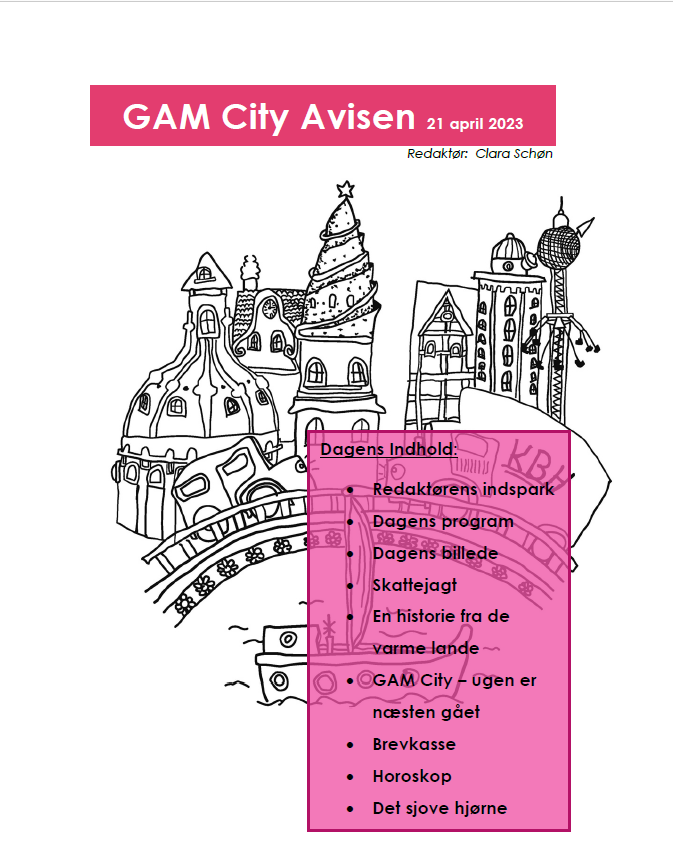 GAM City Avisen 21 april 2023
Redaktør: Clara Schøn
KBH
Dagens Indhold:
• Redaktørens indspark
• Dagens program
• Dagens billede
• Skattejagt
• En historie fra de
varme lande
• GAM City – ugen er
næsten gået
• Brevkasse
• Horoskop
• Det sjove hjørne